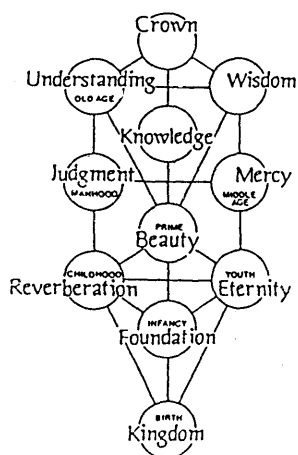 Crown
Understanding Wisdom
OLD AGE
Knowledge
Judgment Mercy
MANHOOD MIDDLE
AGE
PRIME
Beauty
CHILDHOOD YOUTH
Reverberation Eternity
INFANCY
Foundation
BIRTH
Kingdom